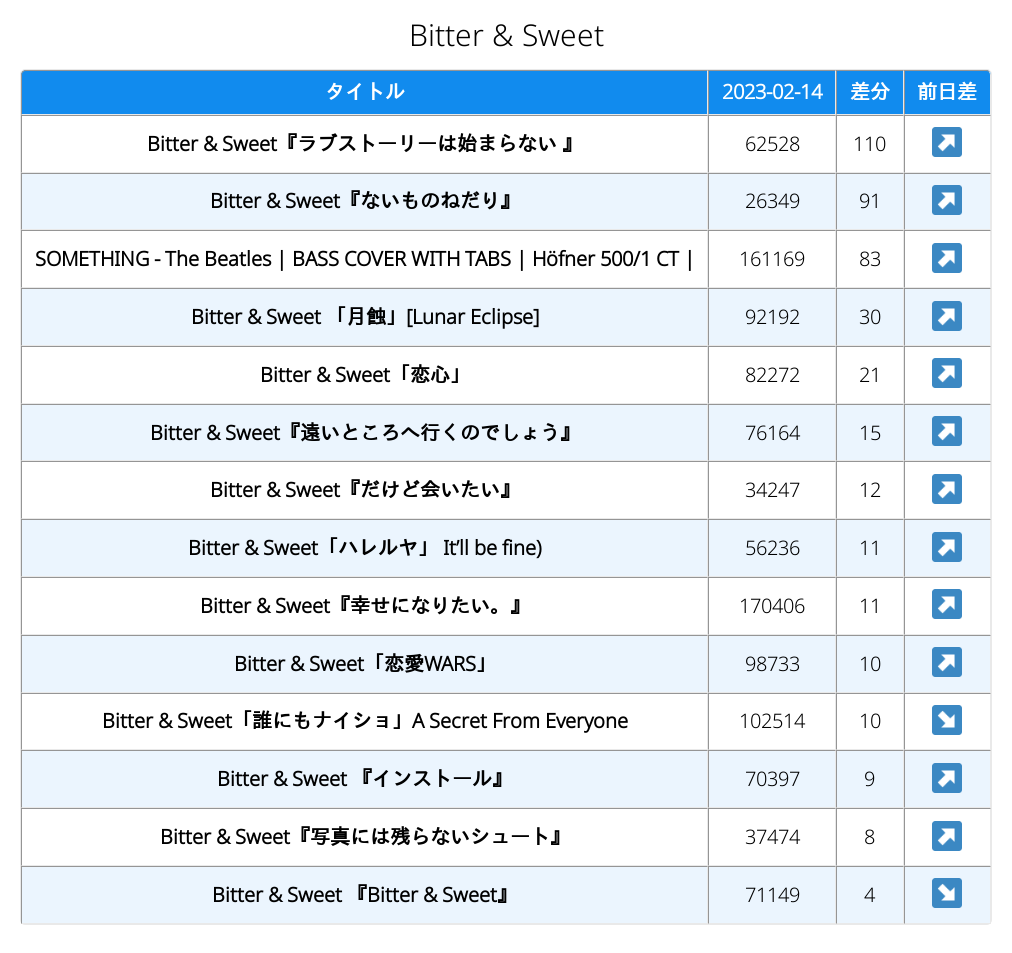 Bitter & Sweet
タイトル 2023-02-14 差分 前日差
Bitter & Sweet『ラブストーリーは始まらない 』 62528 110
Bitter & Sweet『ないものねだり』 26349 91
SOMETHING - The Beatles | BASS COVER WITH TABS | Höfner 500/1 CT | 161169 83
Bitter & Sweet 「月蝕」[Lunar Eclipse] 92192 30
Bitter & Sweet「恋心」 82272 21
Bitter & Sweet『遠いところへ行くのでしょう』 76164 15
Bitter & Sweet『だけど会いたい』 34247 12
Bitter & Sweet「ハレルヤ」 It’ll be fine) 56236 11
Bitter & Sweet『幸せになりたい。』 170406 11
Bitter & Sweet「恋愛WARS」 98733 10
Bitter & Sweet「誰にもナイショ」A Secret From Everyone 102514 10
Bitter & Sweet 『インストール』 70397 9
Bitter & Sweet『写真には残らないシュート』 37474 8
Bitter & Sweet 『Bitter & Sweet』 71149 4